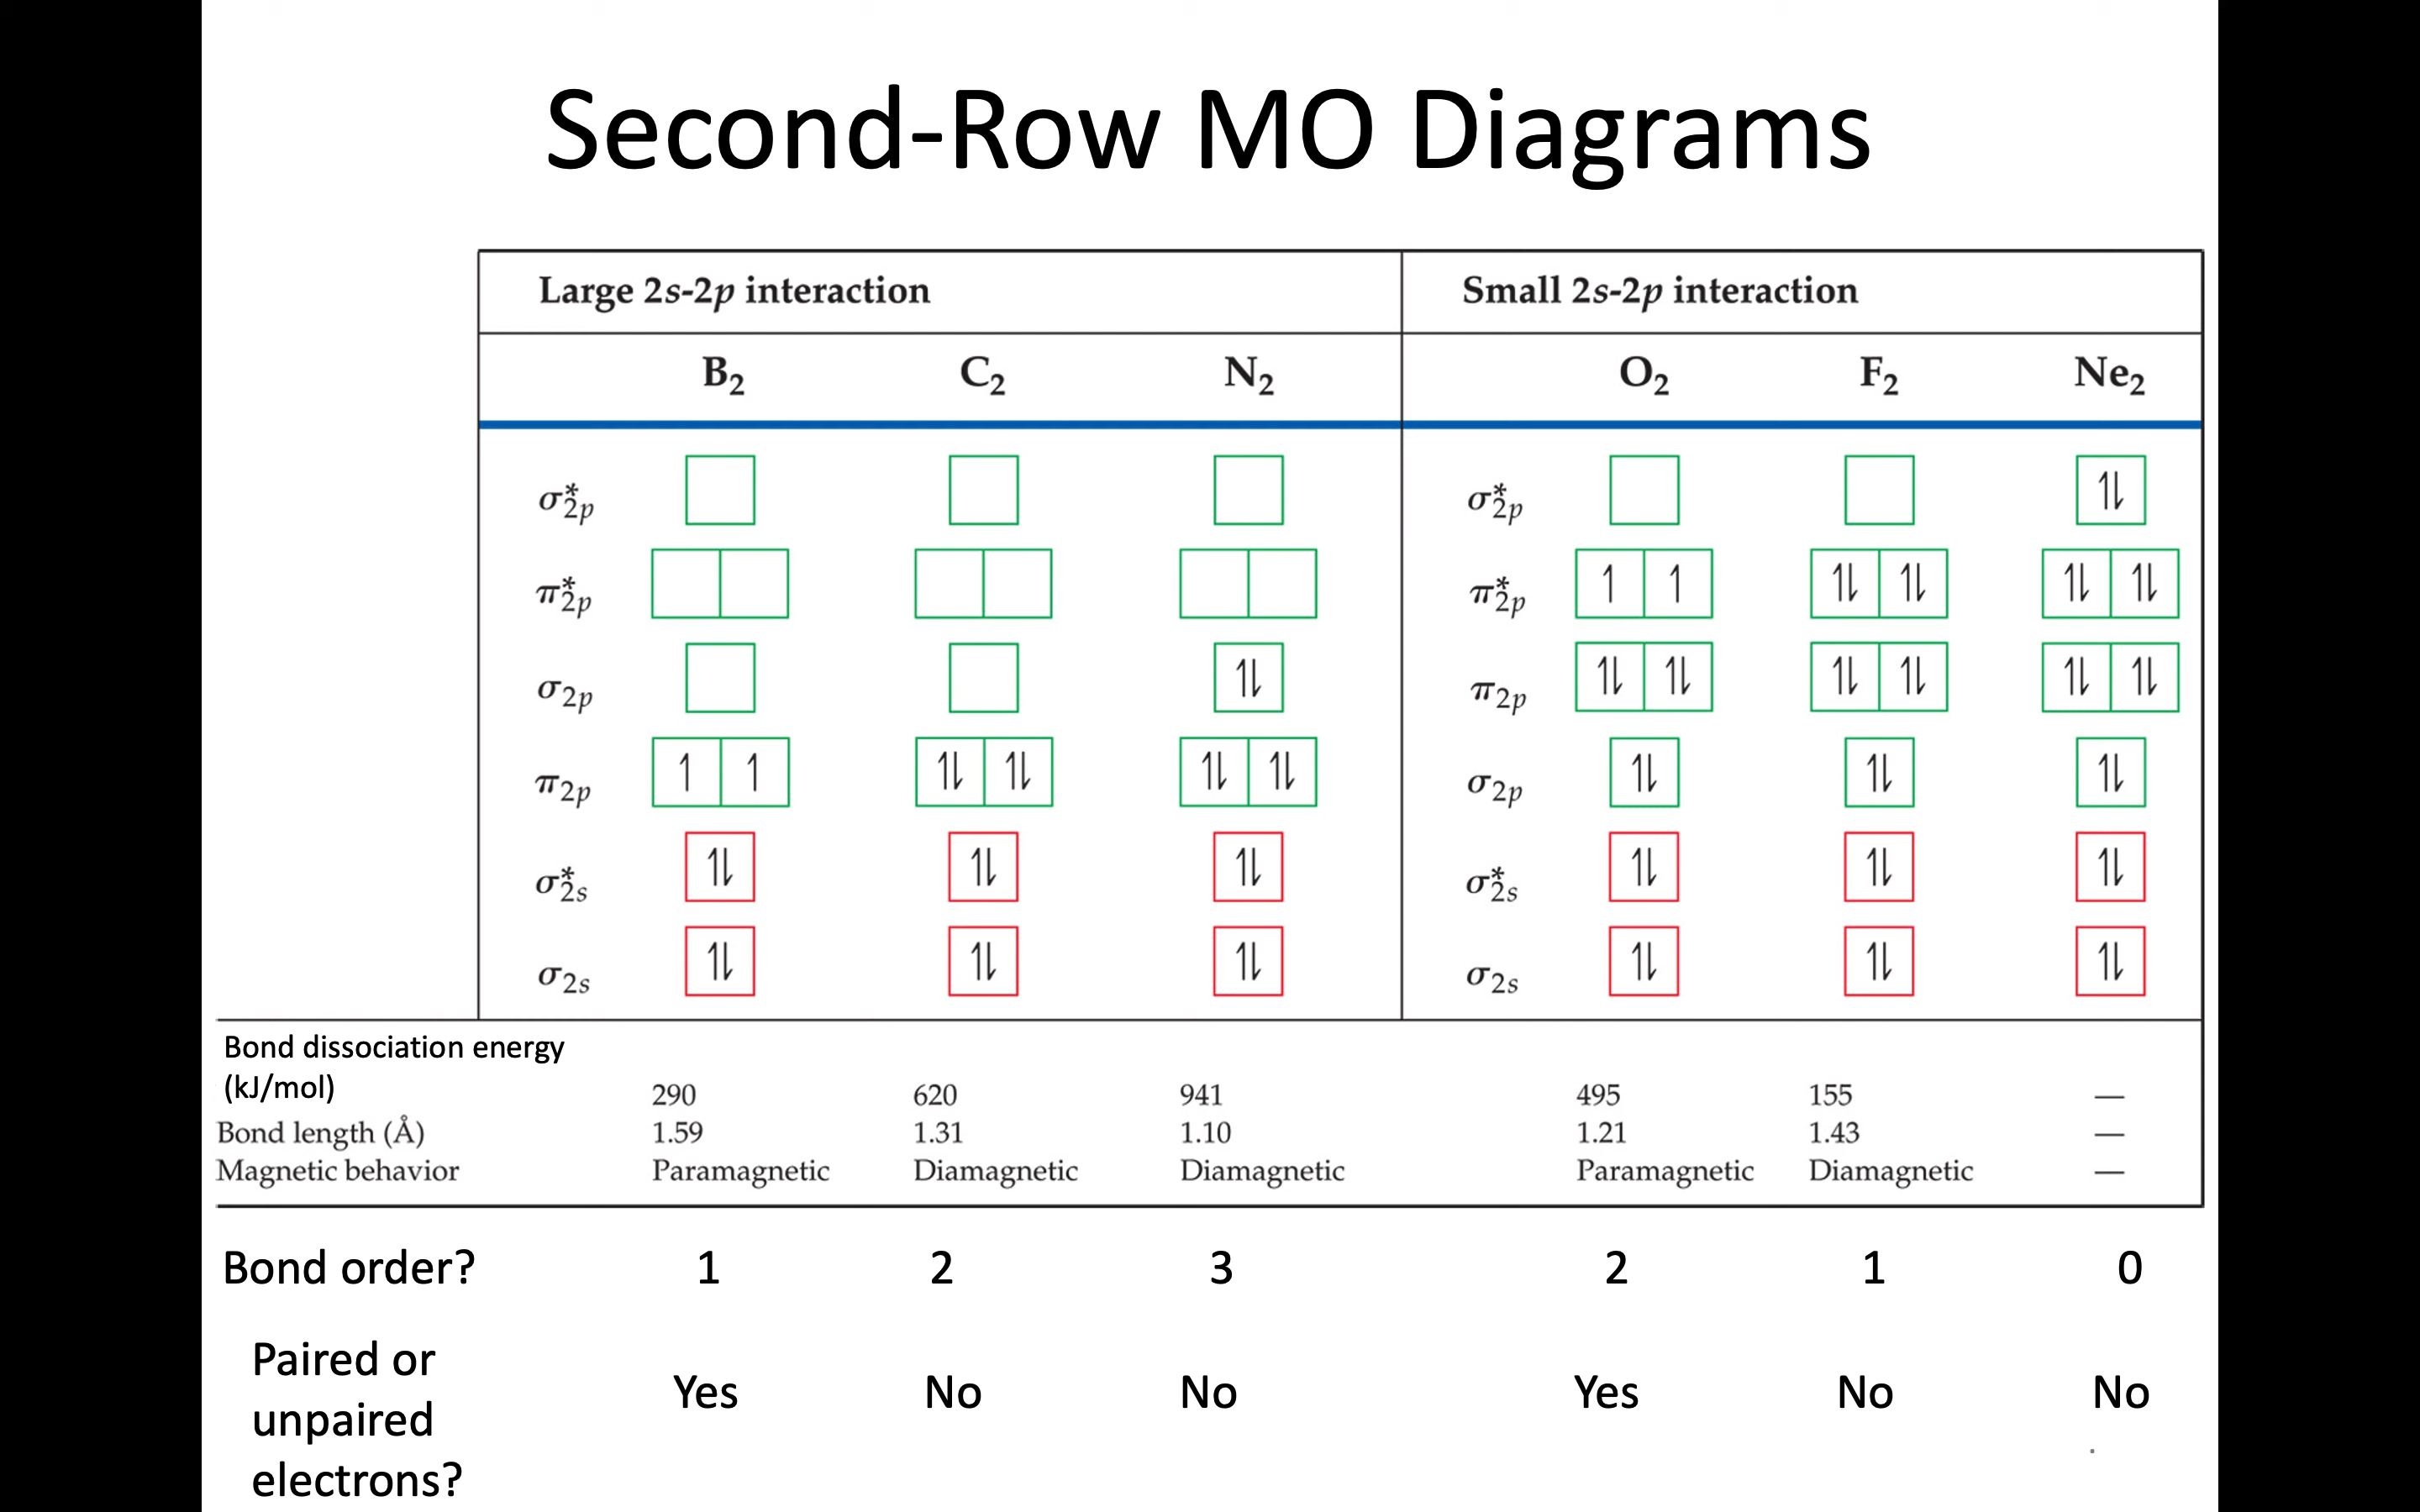 Second-Row MO Diagrams
Large 2s-2p interaction Small 2s-2p interaction
B₂ C₂ N₂ O₂ F₂ Ne₂
σ*₂p σ*₂p ⥮
π*₂p π*₂p 1 1 ⥮ ⥮ ⥮ ⥮
σ₂p ⥮ π₂p ⥮ ⥮ ⥮ ⥮ ⥮ ⥮
π₂p 1 1 ⥮ ⥮ ⥮ ⥮ σ₂p ⥮ ⥮ ⥮
σ*₂s ⥮ ⥮ ⥮ σ*₂s ⥮ ⥮ ⥮
σ₂s ⥮ ⥮ ⥮ σ₂s ⥮ ⥮ ⥮
Bond dissociation energy
(kJ/mol) 290 620 941 495 155 —
Bond length (Å) 1.59 1.31 1.10 1.21 1.43 —
Magnetic behavior Paramagnetic Diamagnetic Diamagnetic Paramagnetic Diamagnetic —
Bond order? 1 2 3 2 1 0
Paired or
unpaired Yes No No Yes No No
electrons?